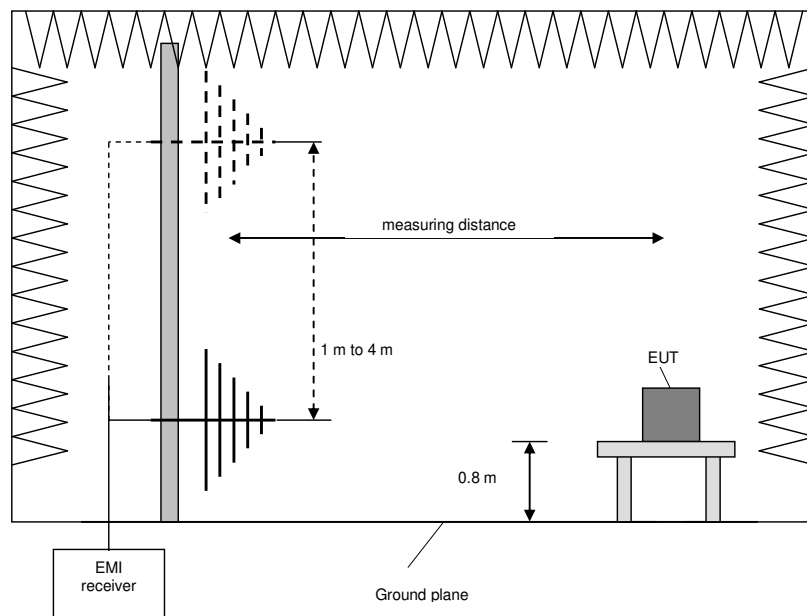 measuring distance
1 m to 4 m
EUT
0.8 m
EMI
receiver
Ground plane